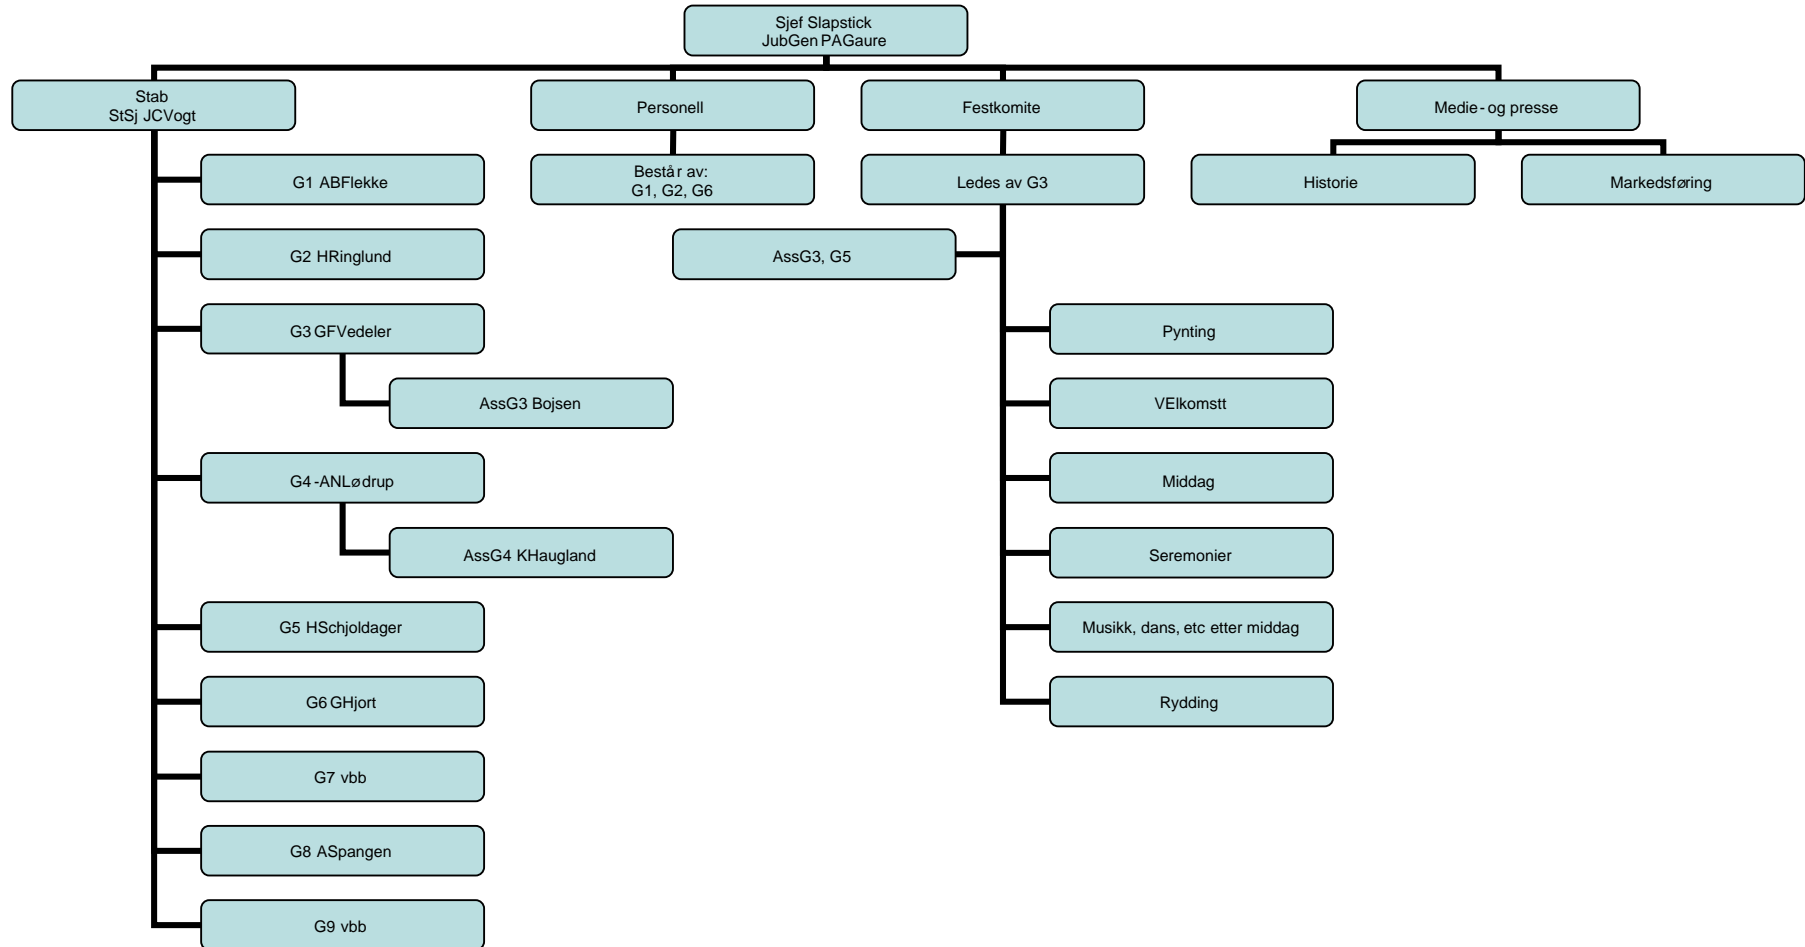 Sjef Slapstick
JubGen PAGaure
Stab
StSj JCVogt
Personell
Festkomite
Medie- og presse
G1 ABFlekke
Består av:
G1, G2, G6
Ledes av G3
Historie
Markedsføring
G2 HRinglund
AssG3, G5
G3 GFVedeler
Pynting
AssG3 Bojsen
VElkomstt
G4 -ANLødrup
Middag
AssG4 KHaugland
Seremonier
G5 HSchjoldager
Musikk, dans, etc etter middag
G6 GHjort
Rydding
G7 vbb
G8 ASpangen
G9 vbb